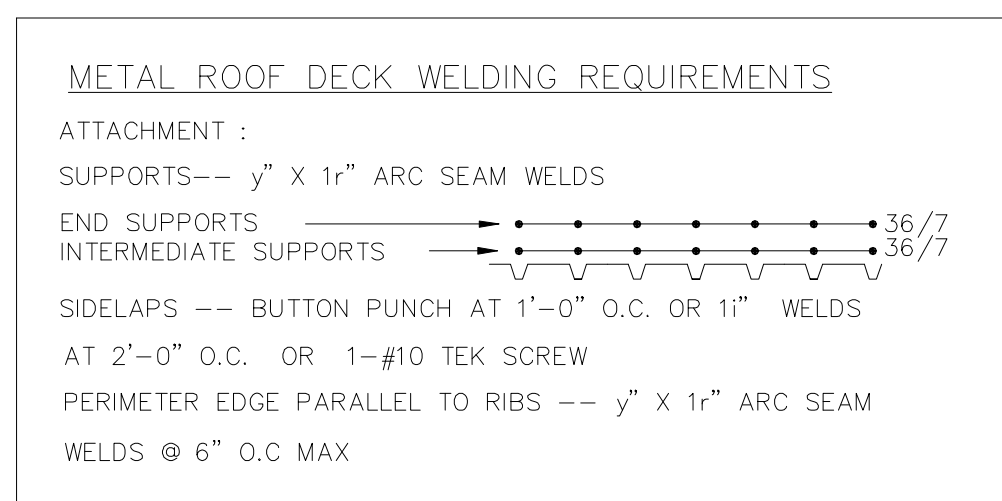 METAL ROOF DECK WELDING REQUIREMENTS
ATTACHMENT :
SUPPORTS-- y" X 1r" ARC SEAM WELDS
END SUPPORTS 36/7
INTERMEDIATE SUPPORTS 36/7
SIDELAPS -- BUTTON PUNCH AT 1'-0" O.C. OR 1i" WELDS
AT 2'-0" O.C. OR 1-#10 TEK SCREW
PERIMETER EDGE PARALLEL TO RIBS -- y" X 1r" ARC SEAM
WELDS @ 6" O.C MAX